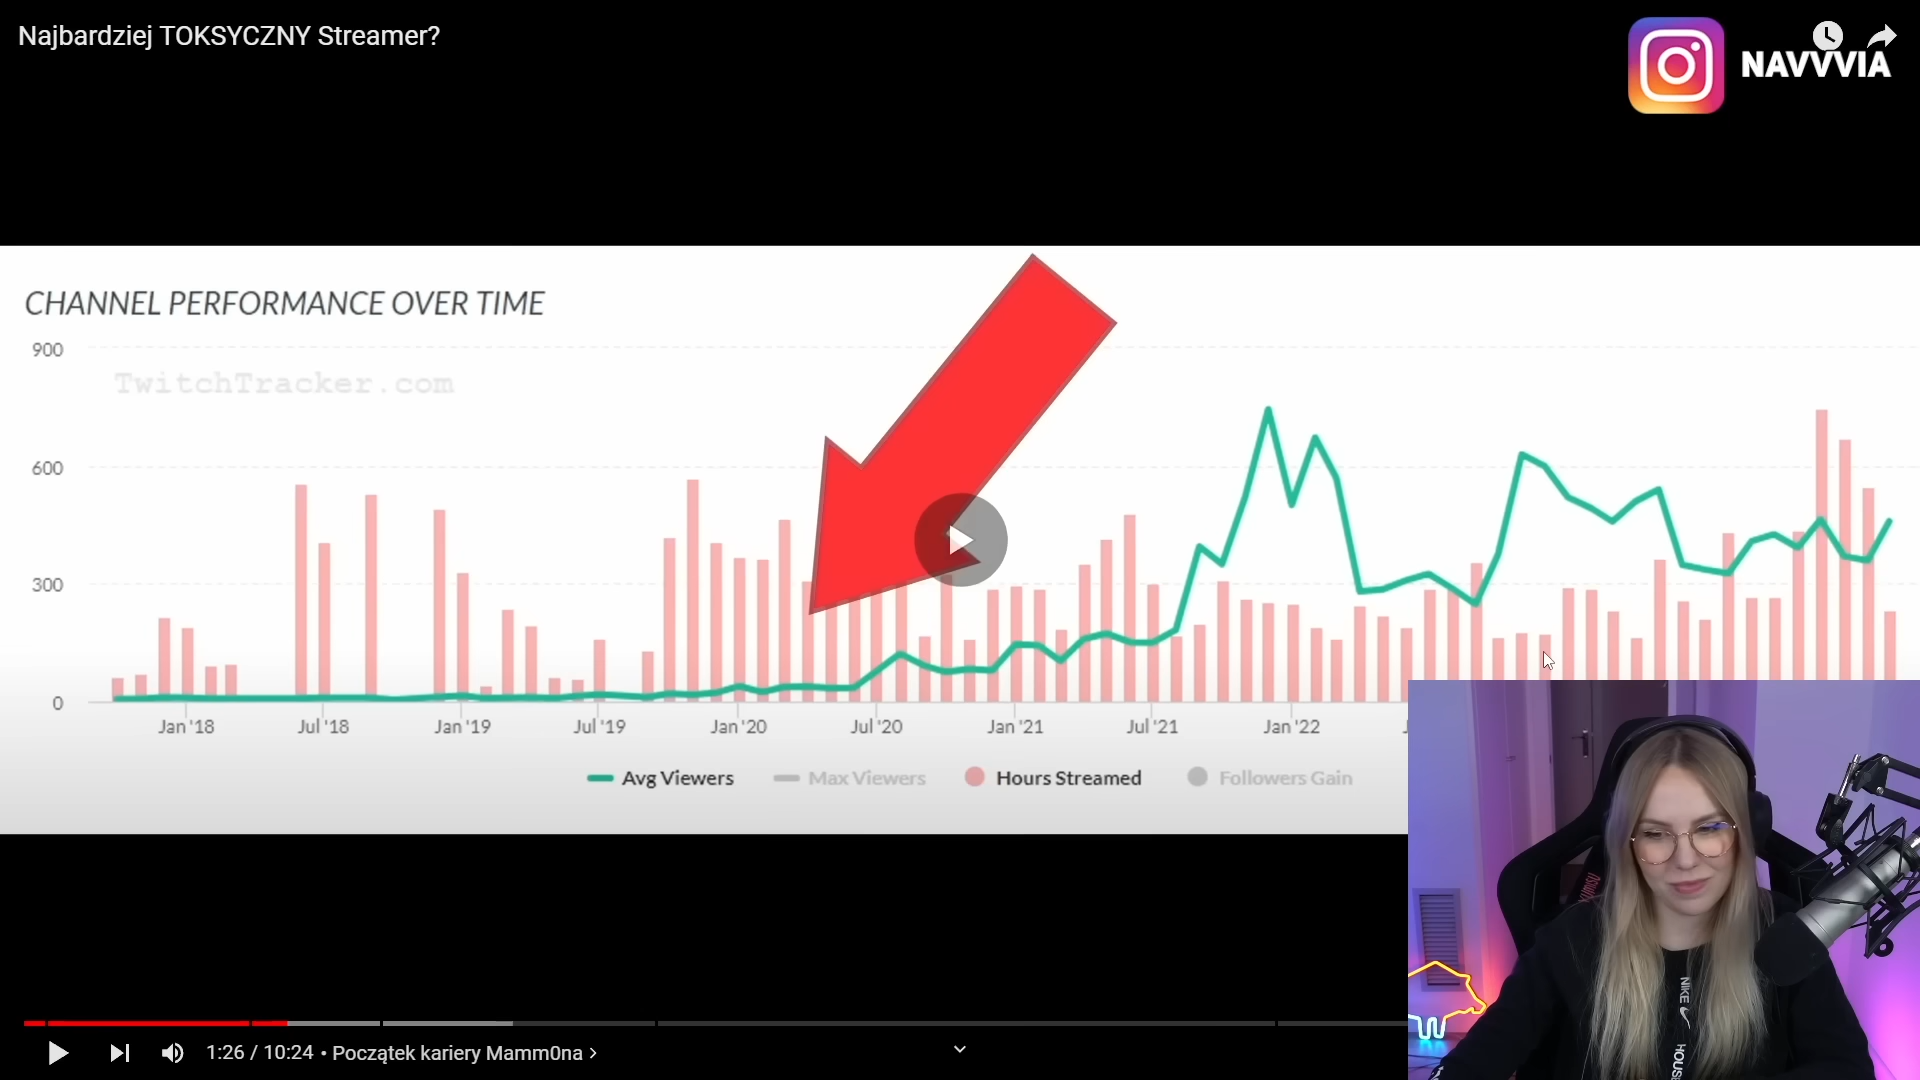 Najbardziej TOKSYCZNY Streamer?
NAVVVIA
CHANNEL PERFORMANCE OVER TIME
900
TwitchTracker.com
600
300
0
Jan '18 Jul '18 Jan '19 Jul '19 Jan '20 Jul '20 Jan '21 Jul '21 Jan '22
Avg Viewers Max Viewers Hours Streamed Followers Gain
NIKE
HOUS
1:26 / 10:24 • Początek kariery Mamm0na ›